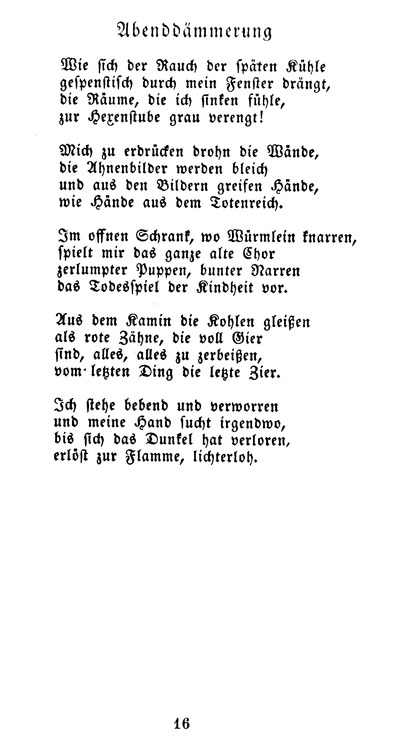 Abenddämmerung
Wie sich der Rauch der späten Kühle
gespenstisch durch mein Fenster drängt,
die Räume, die ich sinken fühle,
zur Hexenstube grau verengt!
Mich zu erdrücken drohn die Wände,
die Ahnenbilder werden bleich
und aus den Bildern greifen Hände,
wie Hände aus dem Totenreich.
Im offnen Schrank, wo Würmlein knarren,
spielt mir das ganze alte Chor
zerlumpter Puppen, bunter Narren
das Todesspiel der Kindheit vor.
Aus dem Kamin die Kohlen gleißen
als rote Zähne, die voll Gier
sind, alles, alles zu zerbeißen,
vom letzten Ding die letzte Zier.
Ich stehe bebend und verworren
und meine Hand sucht irgendwo,
bis sich das Dunkel hat verloren,
erlöst zur Flamme, lichterloh.
16